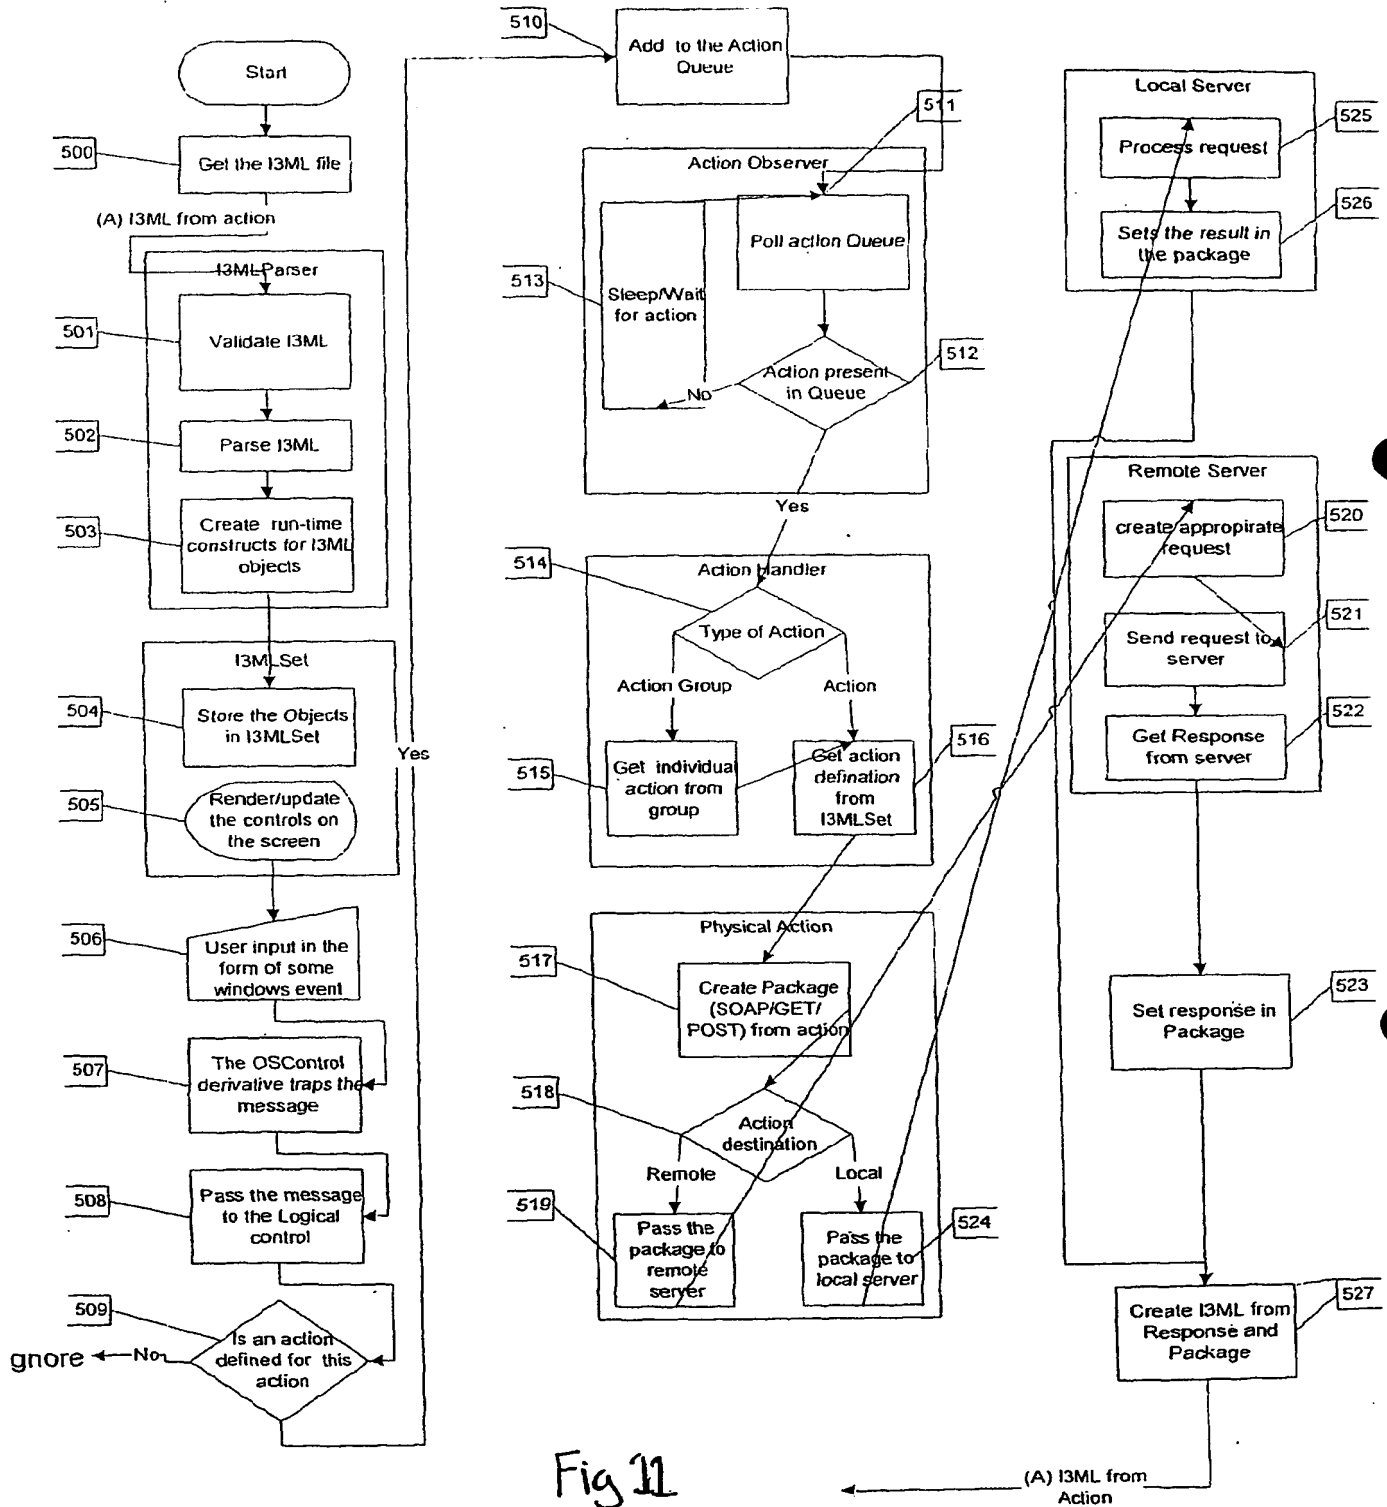 Start
500
Get the I3ML file
(A) I3ML from action
I3MLParser
501
Validate I3ML
502
Parse I3ML
503
Create run-time
constructs for I3ML
objects
I3MLSet
504
Store the Objects
in I3MLSet
505
Render/update
the controls on
the screen
506
User input in the
form of some
windows event
507
The OSControl
derivative traps the
message
508
Pass the message
to the Logical
control
509
Is an action
defined for this
action
No
gnore
Yes
510
Add to the Action
Queue
511
Action Observer
Poll action Queue
513
Sleep/Wait
for action
512
Action present
in Queue
No
Yes
514
Action Handler
Type of Action
Action Group
Action
515
Get individual
action from
group
516
Get action
defination
from
I3MLSet
Physical Action
517
Create Package
(SOAP/GET/
POST) from action
518
Action
destination
Remote
Local
519
Pass the
package to
remote
server
524
Pass the
package to
local server
Local Server
525
Process request
526
Sets the result in
the package
Remote Server
520
create appropirate
request
521
Send request to
server
522
Get Response
from server
523
Set response in
Package
527
Create I3ML from
Response and
Package
(A) I3ML from
Action
Fig 11